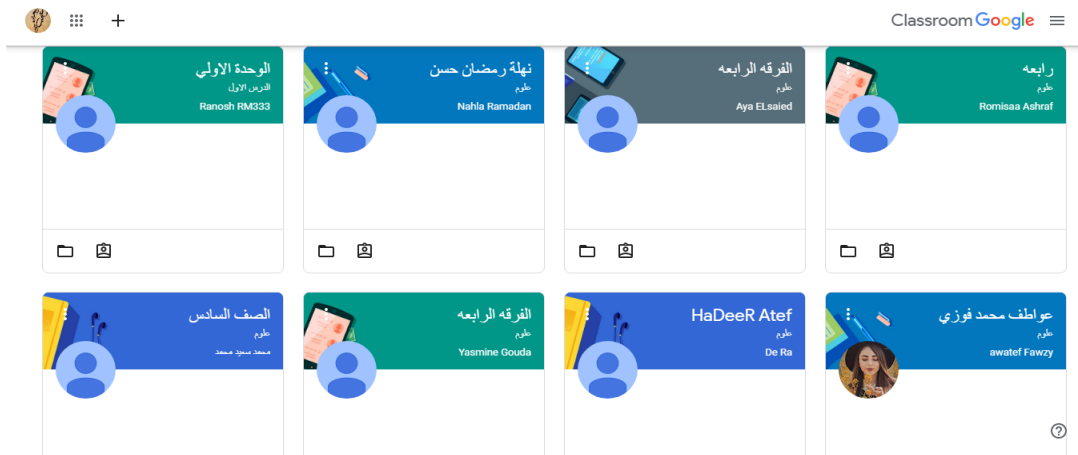 Classroom Google
رابعه
علوم
Romisaa Ashraf
الفرقه الرابعه
علوم
Aya ELsaied
نهلة رمضان حسن
علوم
Nahla Ramadan
الوحدة الاولي
الدرس الاول
Ranosh RM333
عواطف محمد فوزي
علوم
awatef Fawzy
HaDeeR Atef
علوم
De Ra
الفرقه الرابعه
علوم
Yasmine Gouda
الصف السادس
علوم
محمد سيد محمد